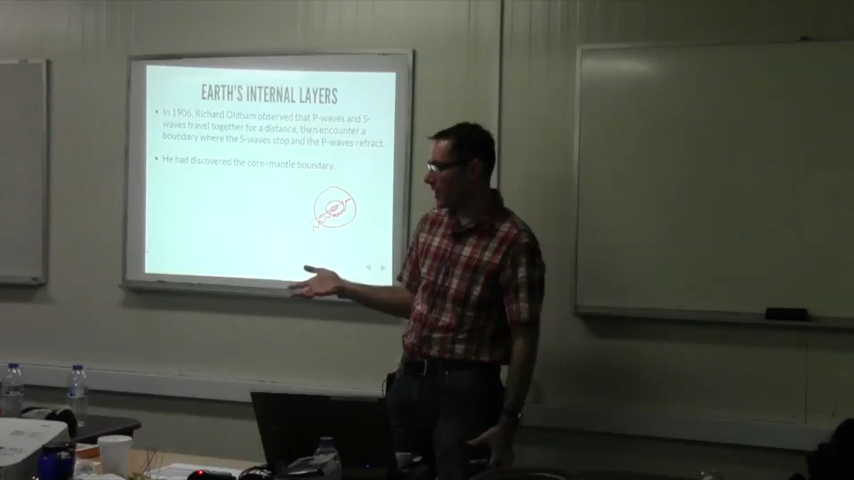 EARTH'S INTERNAL LAYERS
• In 1906, Richard Oldham observed that P-waves and S-
waves travel together for a distance, then encounter a
boundary where the S-waves stop and the P-waves refract.
• He had discovered the core-mantle boundary.